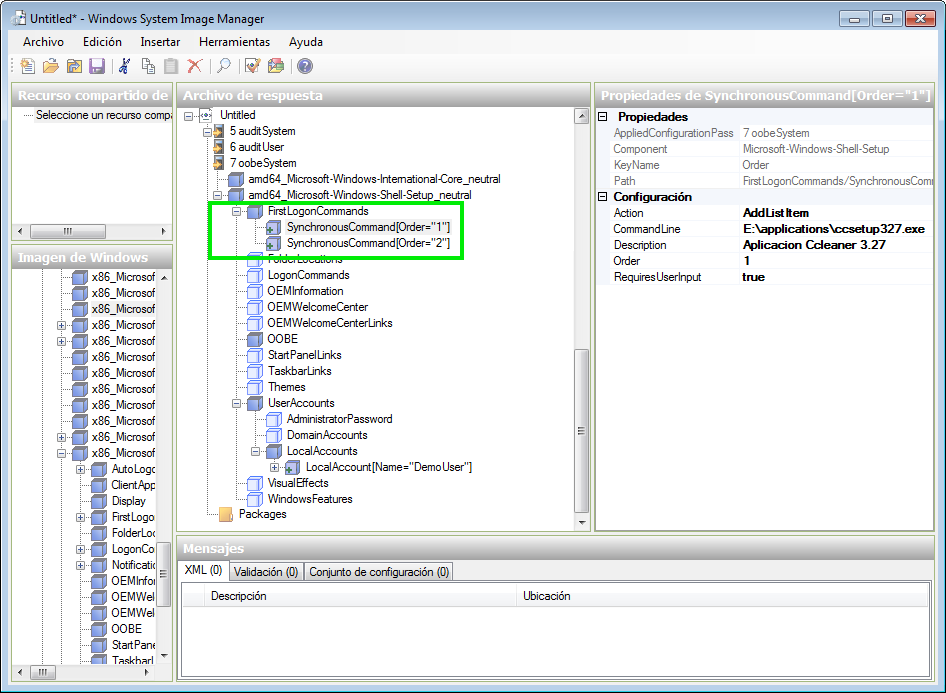 Untitled* - Windows System Image Manager
Archivo Edición Insertar Herramientas Ayuda
Recurso compartido de
Seleccione un recurso compa
Imagen de Windows
x86_Microsof
x86_Microsof
x86_Microsof
x86_Microsof
x86_Microsof
x86_Microsof
x86_Microsof
x86_Microsof
x86_Microsof
x86_Microsof
x86_Microsof
x86_Microsof
AutoLogo
ClientApp
Display
FirstLogo
FolderLoc
LogonCo
Notificatio
OEMInfor
OEMWel
OEMWel
OOBE
StartPane
TaskbarL
Archivo de respuesta
Untitled
5 auditSystem
6 auditUser
7 oobeSystem
amd64_Microsoft-Windows-International-Core_neutral
amd64_Microsoft-Windows-Shell-Setup_neutral
FirstLogonCommands
SynchronousCommand[Order="1"]
SynchronousCommand[Order="2"]
FolderLocations
LogonCommands
OEMInformation
OEMWelcomeCenter
OEMWelcomeCenterLinks
OOBE
StartPanelLinks
TaskbarLinks
Themes
UserAccounts
AdministratorPassword
DomainAccounts
LocalAccounts
LocalAccount[Name="DemoUser"]
VisualEffects
WindowsFeatures
Packages
Propiedades de SynchronousCommand[Order="1"]
Propiedades
AppliedConfigurationPass 7 oobeSystem
Component Microsoft-Windows-Shell-Setup
KeyName Order
Path FirstLogonCommands/SynchronousComm
Configuración
Action AddListItem
CommandLine E:\applications\ccsetup327.exe
Description Aplicacion Ccleaner 3.27
Order 1
RequiresUserInput true
Mensajes
XML (0) Validación (0) Conjunto de configuración (0)
Descripción Ubicación